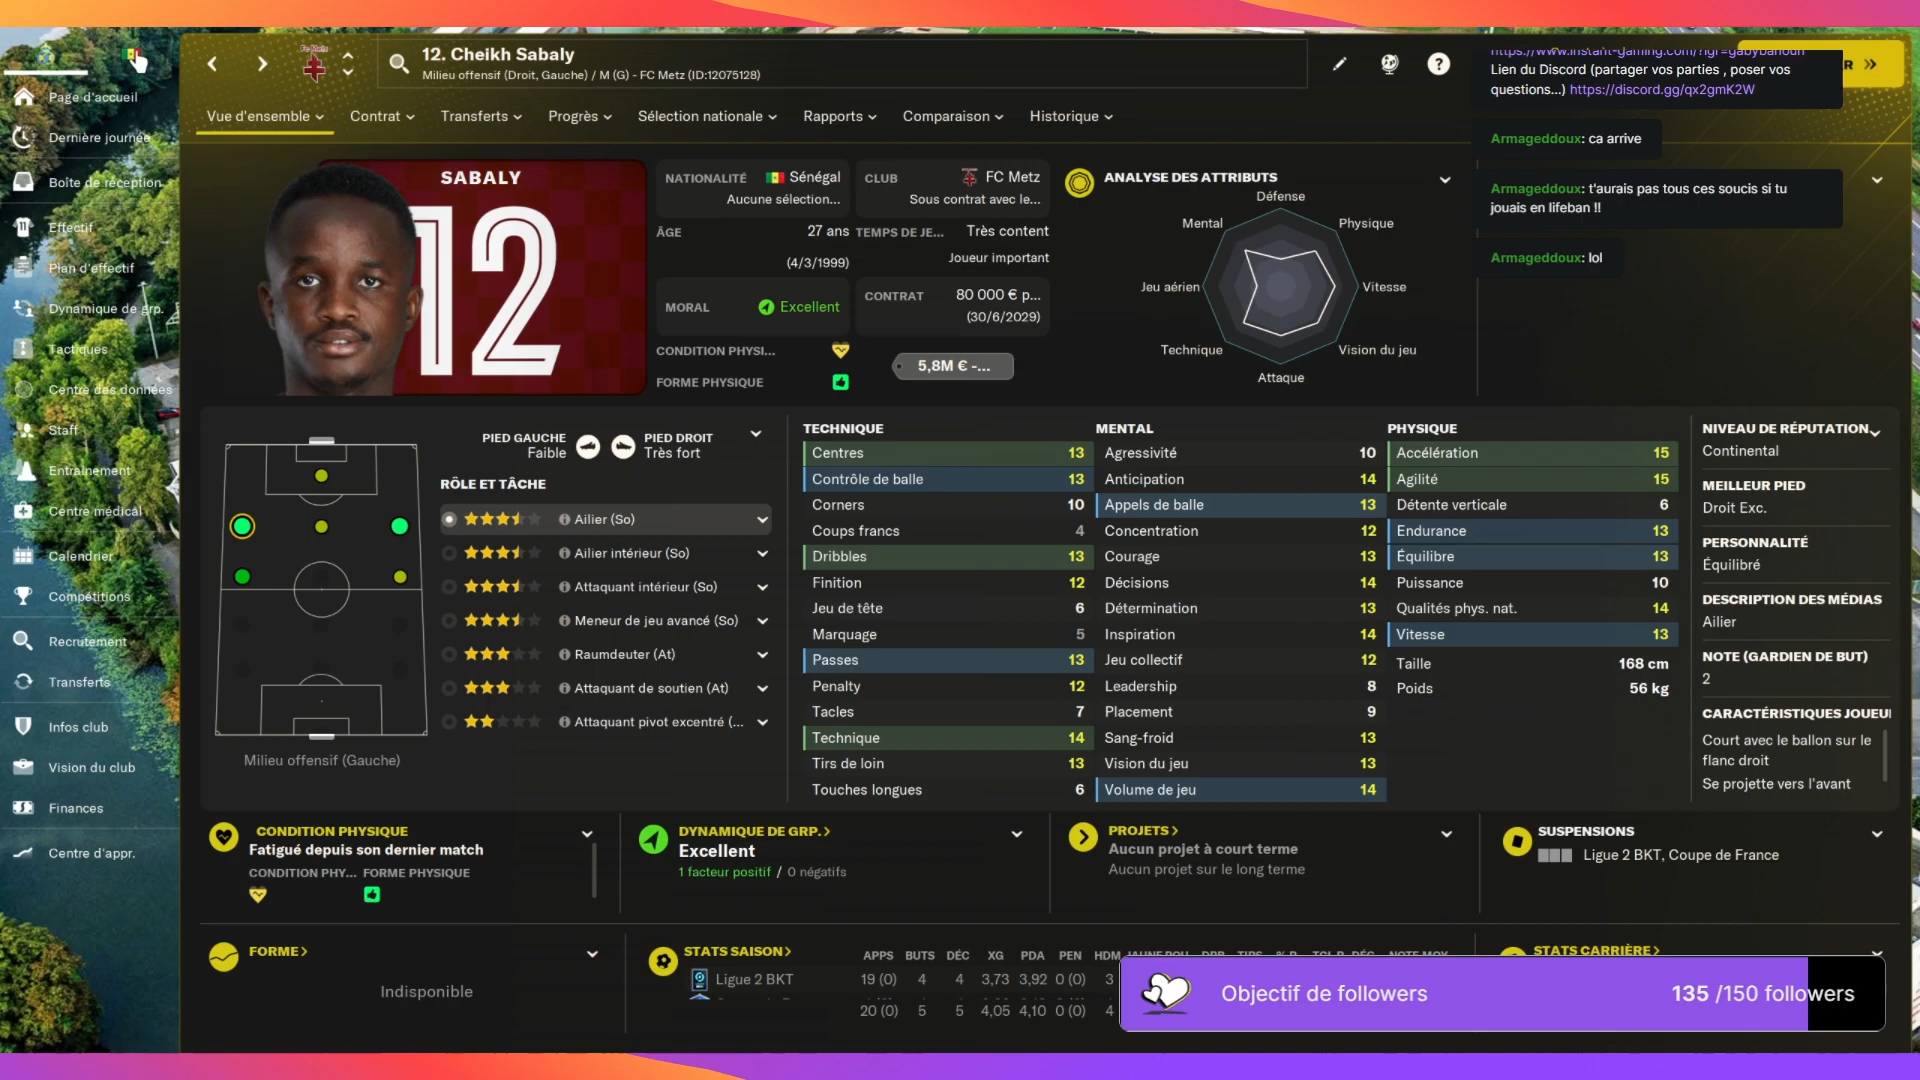 12. Cheikh Sabaly
Milieu offensif (Droit, Gauche) / M (G) - FC Metz (ID:12075128)
Vue d'ensemble
Contrat
Transferts
Progrès
Sélection nationale
Rapports
Comparaison
Historique
Page d'accueil
Dernière journée
Boîte de réception
Effectif
Plan d'effectif
Dynamique de grp.
Tactiques
Centre des données
Staff
Entraînement
Centre médical
Calendrier
Compétitions
Recrutement
Transferts
Infos club
Vision du club
Finances
Centre d'appr.
SABALY
12
NATIONALITÉ Sénégal
Aucune sélection...
CLUB FC Metz
Sous contrat avec le...
ÂGE 27 ans
(4/3/1999)
TEMPS DE JE... Très content
Joueur important
MORAL Excellent
CONTRAT 80 000 € p...
(30/6/2029)
CONDITION PHYSI...
FORME PHYSIQUE
5,8M € -...
ANALYSE DES ATTRIBUTS
Défense
Mental Physique
Jeu aérien Vitesse
Technique Vision du jeu
Attaque
Lien du Discord (partager vos parties , poser vos
questions...) https://discord.gg/qx2gmK2W
Armageddoux: ca arrive
Armageddoux: t'aurais pas tous ces soucis si tu
jouais en lifeban !!
Armageddoux: lol
PIED GAUCHE
Faible
PIED DROIT
Très fort
RÔLE ET TÂCHE
Ailier (So)
Ailier intérieur (So)
Attaquant intérieur (So)
Meneur de jeu avancé (So)
Raumdeuter (At)
Attaquant de soutien (At)
Attaquant pivot excentré (...
Milieu offensif (Gauche)
TECHNIQUE
Centres 13
Contrôle de balle 13
Corners 10
Coups francs 4
Dribbles 13
Finition 12
Jeu de tête 6
Marquage 5
Passes 13
Penalty 12
Tacles 7
Technique 14
Tirs de loin 13
Touches longues 6
MENTAL
Agressivité 10
Anticipation 14
Appels de balle 13
Concentration 12
Courage 13
Décisions 14
Détermination 13
Inspiration 14
Jeu collectif 12
Leadership 8
Placement 9
Sang-froid 13
Vision du jeu 13
Volume de jeu 14
PHYSIQUE
Accélération 15
Agilité 15
Détente verticale 6
Endurance 13
Équilibre 13
Puissance 10
Qualités phys. nat. 14
Vitesse 13
Taille 168 cm
Poids 56 kg
NIVEAU DE RÉPUTATION
Continental
MEILLEUR PIED
Droit Exc.
PERSONNALITÉ
Équilibré
DESCRIPTION DES MÉDIAS
Ailier
NOTE (GARDIEN DE BUT)
2
CARACTÉRISTIQUES JOUEU
Court avec le ballon sur le
flanc droit
Se projette vers l'avant
CONDITION PHYSIQUE
Fatigué depuis son dernier match
CONDITION PHY... FORME PHYSIQUE
DYNAMIQUE DE GRP.
Excellent
1 facteur positif / 0 négatifs
PROJETS
Aucun projet à court terme
Aucun projet sur le long terme
SUSPENSIONS
Ligue 2 BKT, Coupe de France
FORME
Indisponible
STATS SAISON
APPS BUTS DÉC XG PDA PEN HDM
Ligue 2 BKT 19 (0) 4 4 3,73 3,92 0 (0) 3
20 (0) 5 5 4,05 4,10 0 (0) 4
STATS CARRIÈRE
Objectif de followers 135 /150 followers